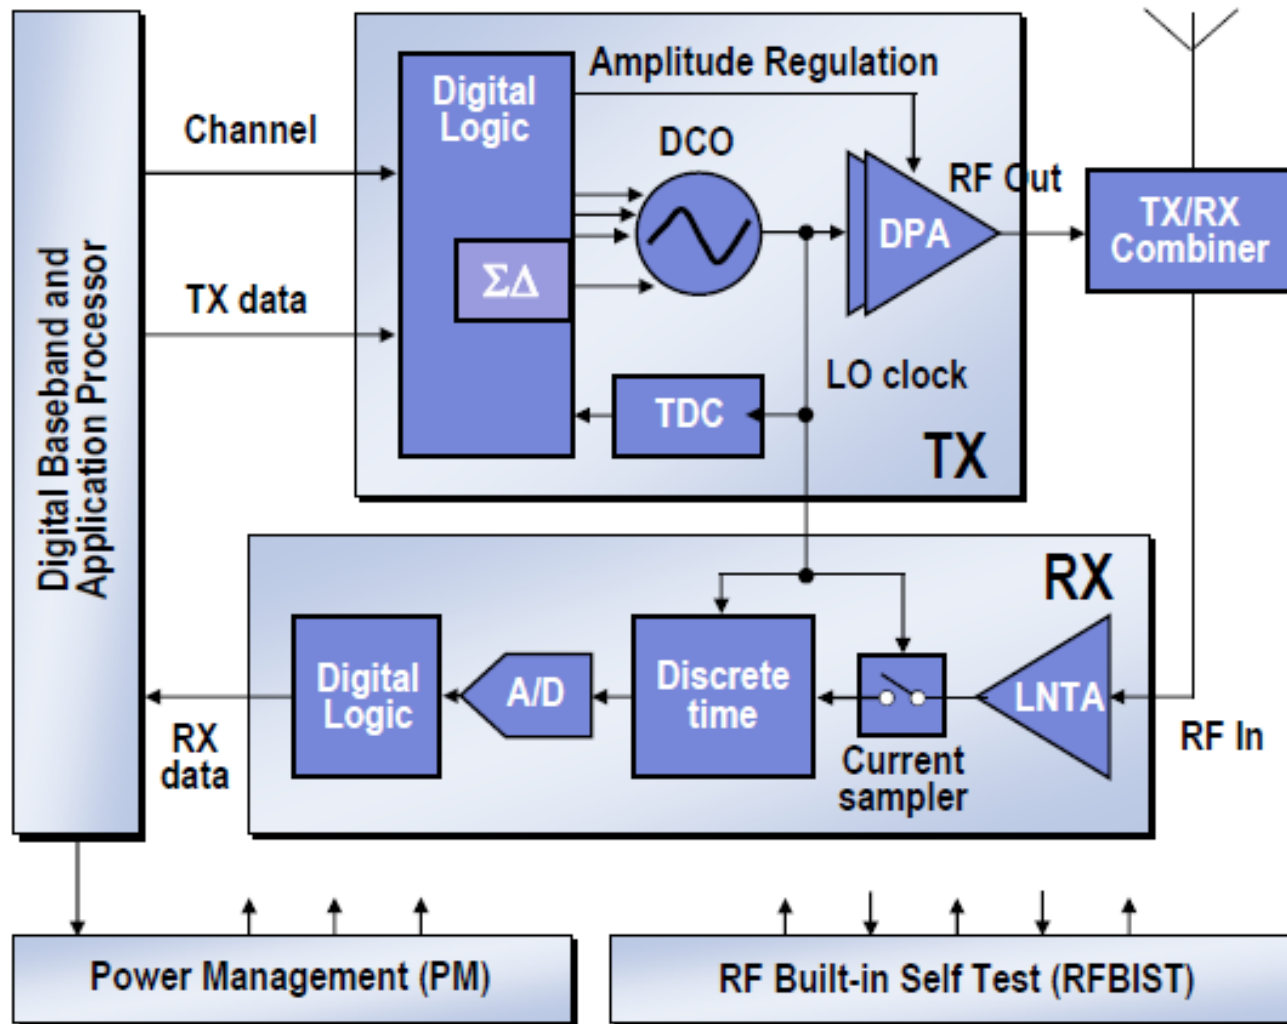 Digital Baseband and
Application Processor
Channel
TX data
Digital
Logic
ΣΔ
Amplitude Regulation
DCO
DPA
RF Out
TX/RX
Combiner
TDC
LO clock
TX
RX
Digital
Logic
A/D
Discrete
time
Current
sampler
LNTA
RF In
RX
data
Power Management (PM)
RF Built-in Self Test (RFBIST)